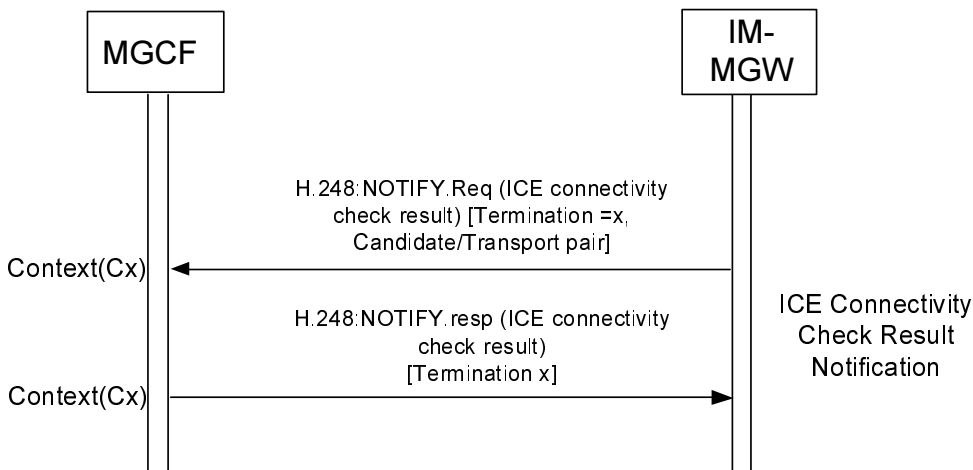 MGCF
IM-
MGW
H.248:NOTIFY.Req (ICE connectivity
check result) [Termination =x,
Candidate/Transport pair]
Context(Cx)
H.248:NOTIFY.resp (ICE connectivity
check result)
[Termination x]
Context(Cx)
ICE Connectivity
Check Result
Notification